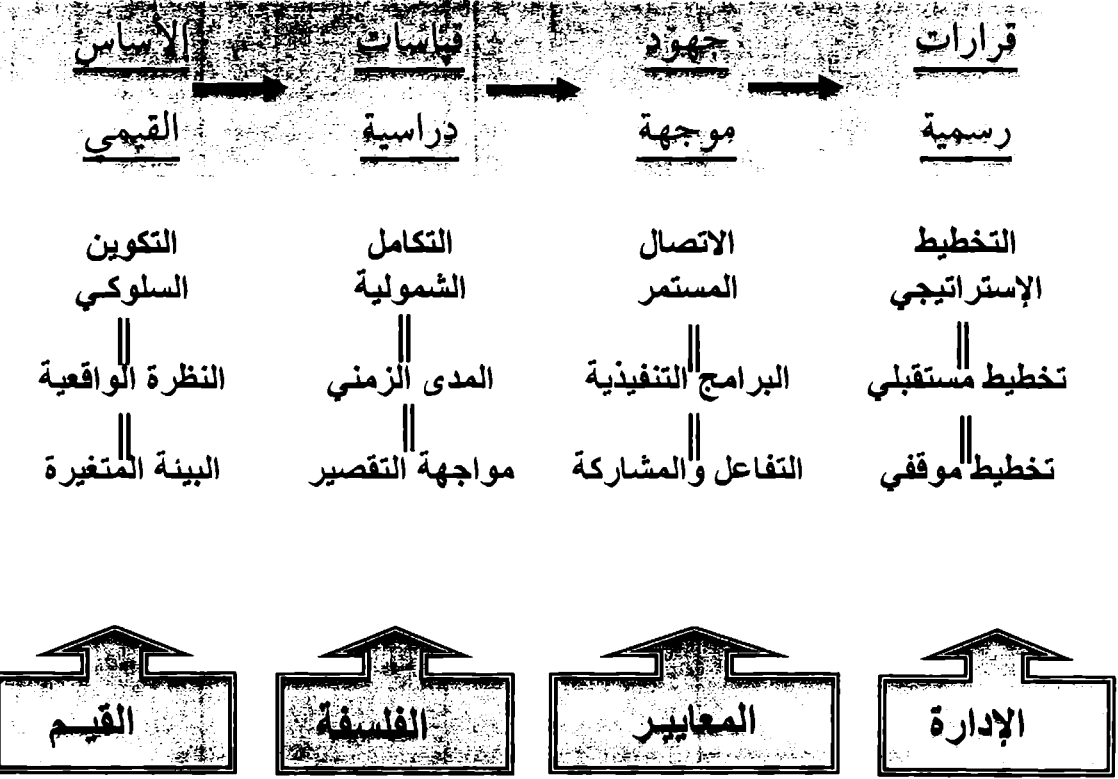 قرارات
رسمية
جهود
موجهة
قياسات
دراسية
الأساس
القيمي
التخطيط
الإستراتيجي
تخطيط مستقبلي
تخطيط موقفي
الاتصال
المستمر
البرامج التنفيذية
التفاعل والمشاركة
التكامل
الشمولية
المدى الزمني
مواجهة التقصير
التكوين
السلوكي
النظرة الواقعية
البيئة المتغيرة
الإدارة
المعايير
الفلسفة
القيم